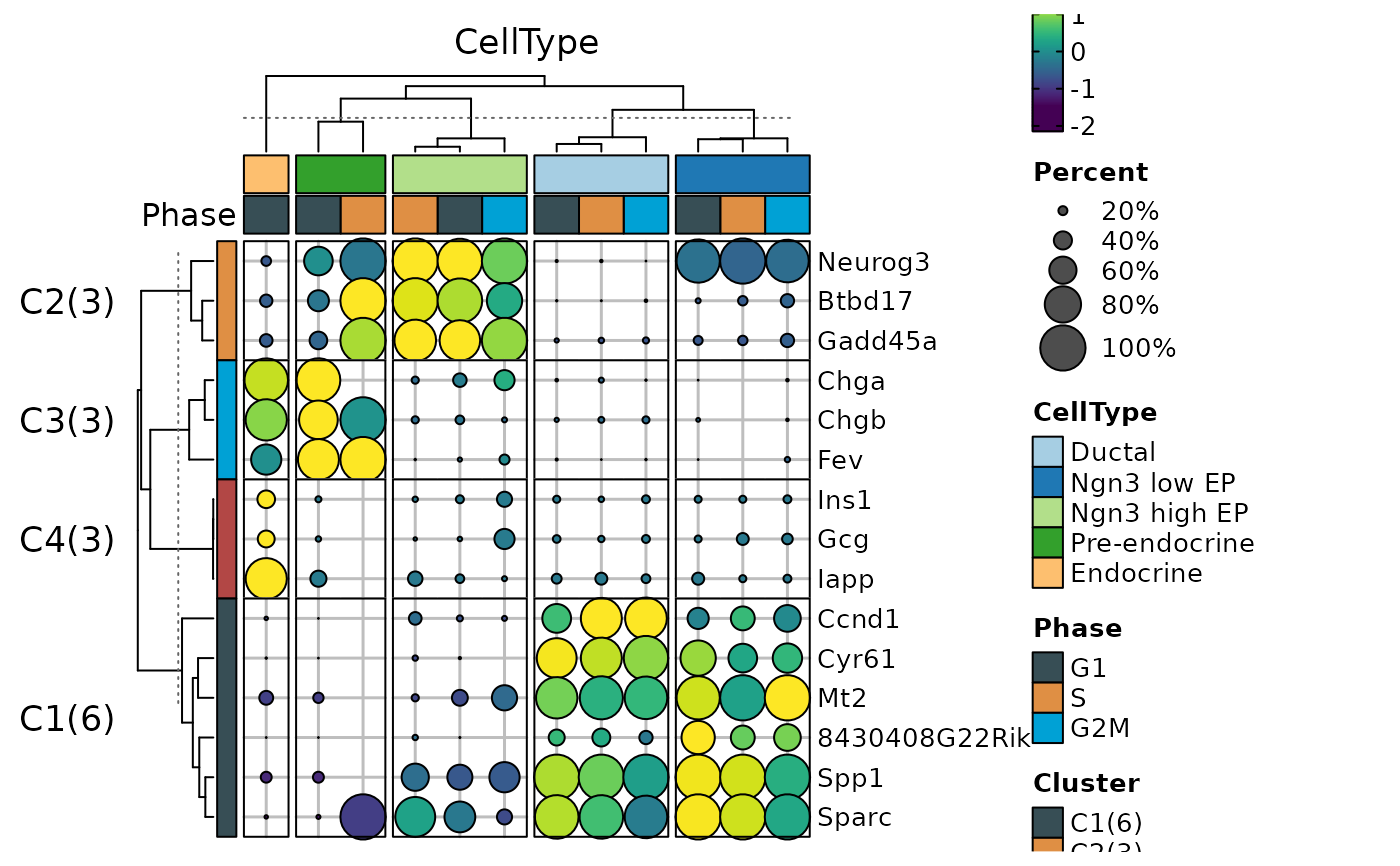 CellType
Phase
C2(3)
C3(3)
C4(3)
C1(6)
Neurog3
Btbd17
Gadd45a
Chga
Chgb
Fev
Ins1
Gcg
Iapp
Ccnd1
Cyr61
Mt2
8430408G22Rik
Spp1
Sparc
1
0
-1
-2
Percent
20%
40%
60%
80%
100%
CellType
Ductal
Ngn3 low EP
Ngn3 high EP
Pre-endocrine
Endocrine
Phase
G1
S
G2M
Cluster
C1(6)
C2(3)